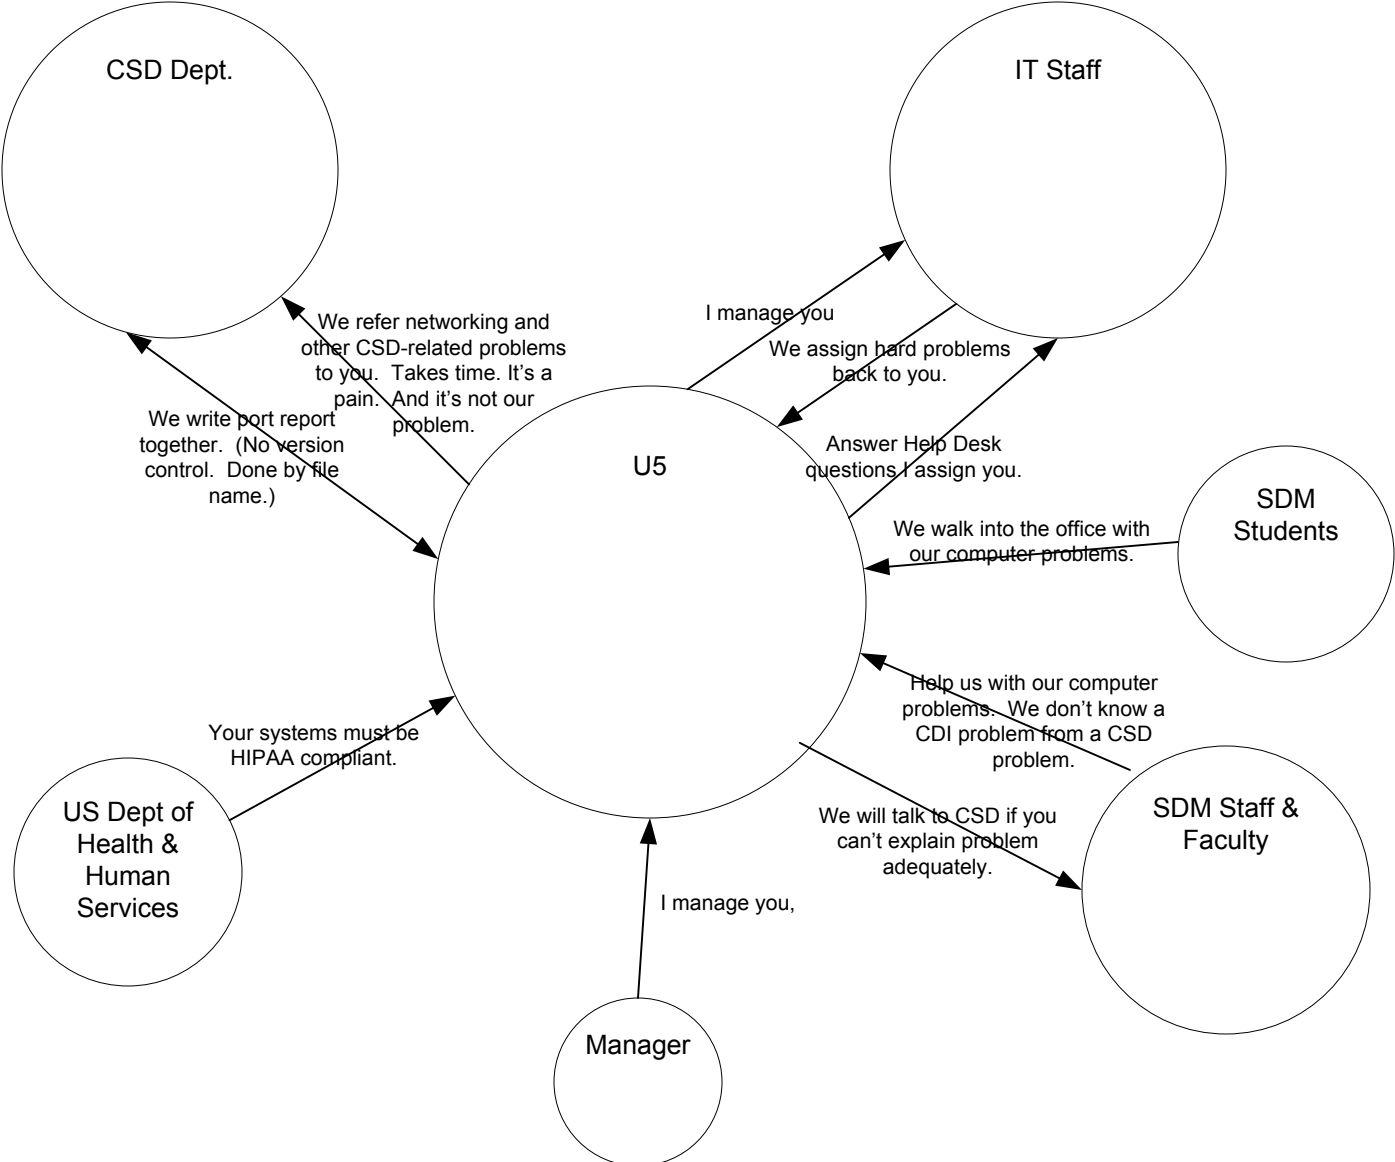 CSD Dept.
IT Staff
I manage you
We refer networking and
other CSD-related problems
to you.  Takes time. It's a
pain.  And it's not our
problem.
We assign hard problems
back to you.
We write port report
together.  (No version
control.  Done by file
name.)
Answer Help Desk
questions I assign you.
U5
SDM
Students
We walk into the office with
our computer problems.
Help us with our computer
problems.  We don't know a
CDI problem from a CSD
problem.
Your systems must be
HIPAA compliant.
US Dept of
Health &
Human
Services
SDM Staff &
Faculty
We will talk to CSD if you
can't explain problem
adequately.
I manage you,
Manager